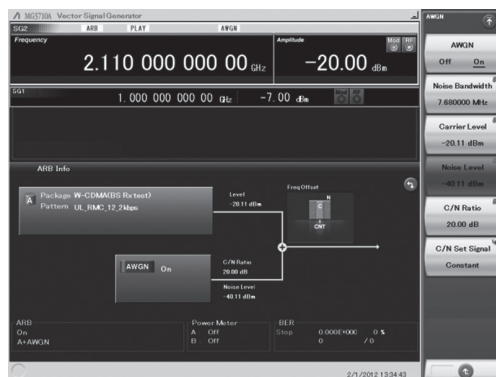 MG3710A Vector Signal Generator
SG2 ARB PLAY AWGN
Frequency
2.110 000 000 00 GHz
Amplitude
-20.00 dBm
Mod RF
SG1
1. 000 000 000 00 GHz -7. 00 dBm
ARB Info
A Package W-CDMA(BS Rx test)
Pattern UL_RMC_12_2kbps
Level
-20.11 dBm
Freq Offset
N
C
CNT
AWGN On
C/N Ratio
20.00 dB
Noise Level
-40.11 dBm
ARB
On
A+AWGN
Power Meter
A : Off
B : Off
BER
Stop 0.000E+000 0 %
0 / 0
2/1/2012 13:34:43
AWGN
AWGN
Off On
Noise Bandwidth
7.680000 MHz
Carrier Level
-20.11 dBm
Noise Level
-40.11 dBm
C/N Ratio
20.00 dB
C/N Set Signal
Constant